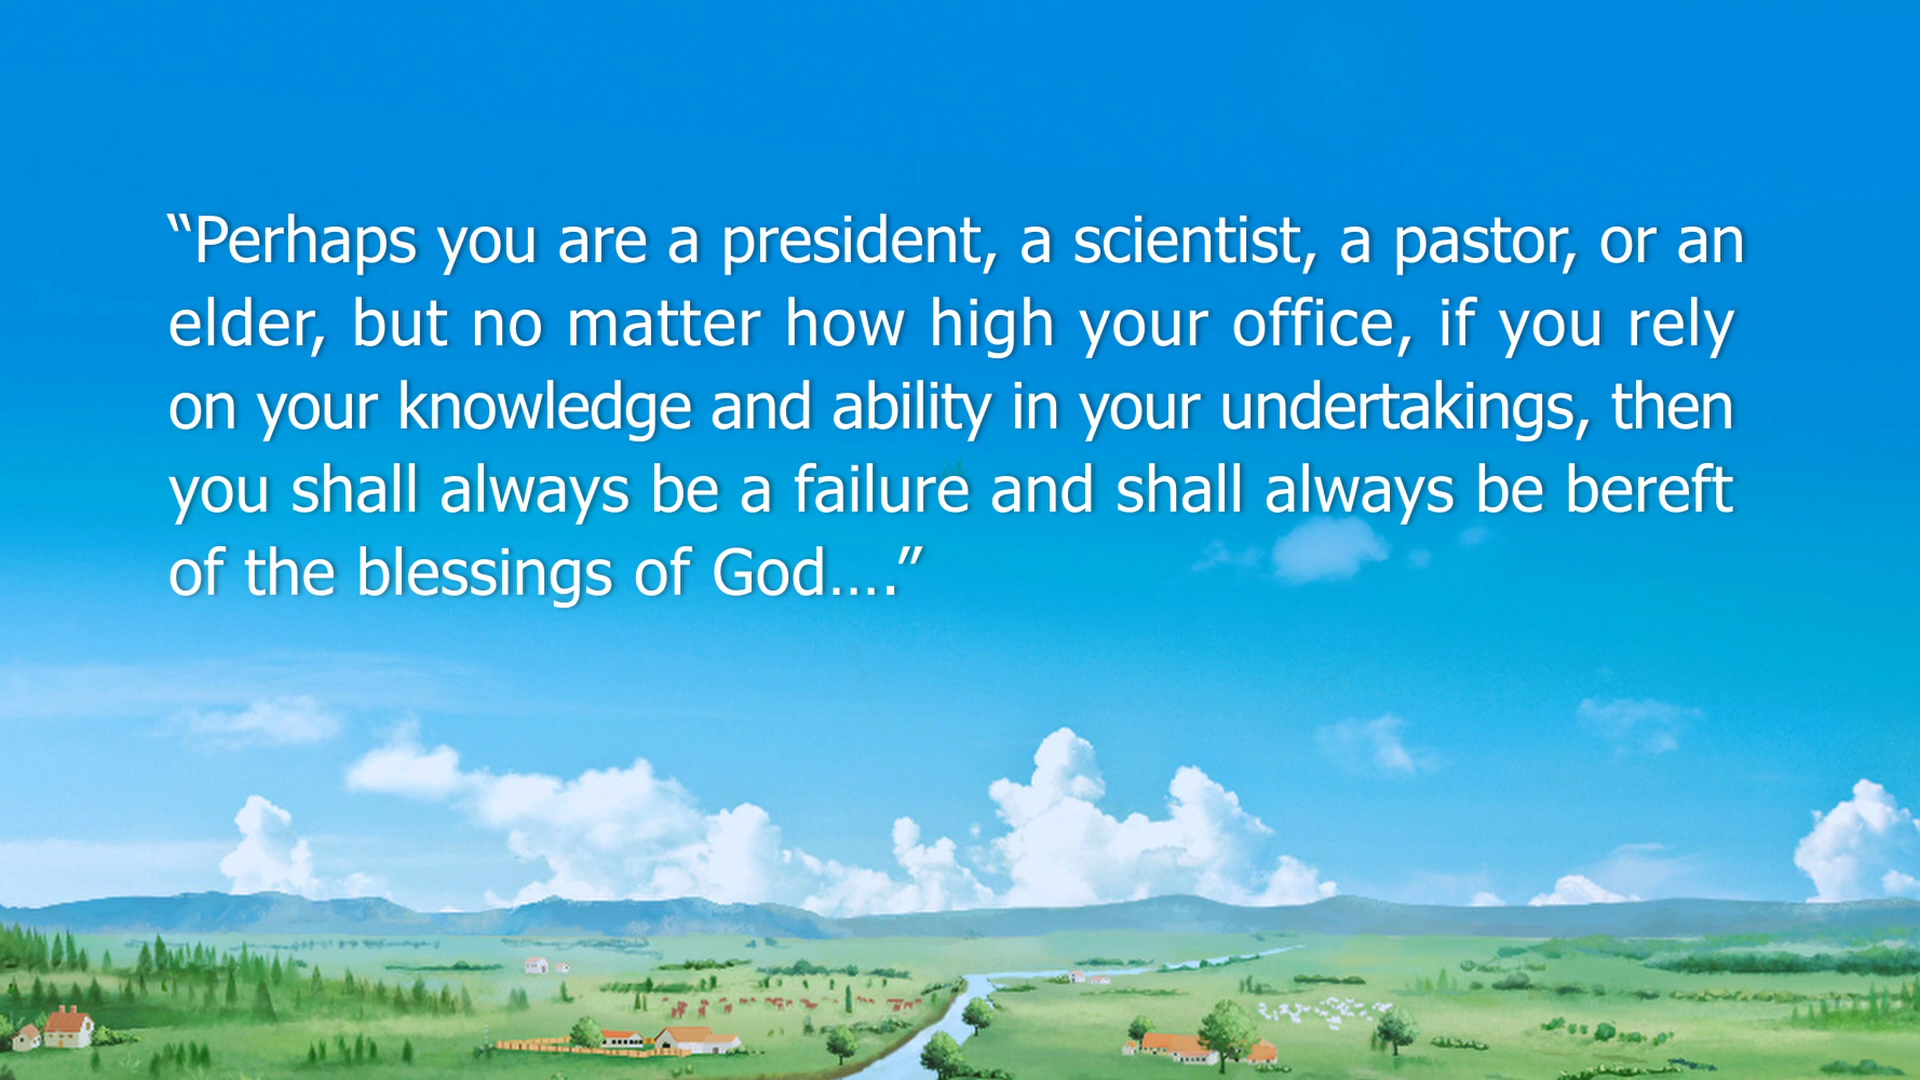 “Perhaps you are a president, a scientist, a pastor, or an
elder, but no matter how high your office, if you rely
on your knowledge and ability in your undertakings, then
you shall always be a failure and shall always be bereft
of the blessings of God….”